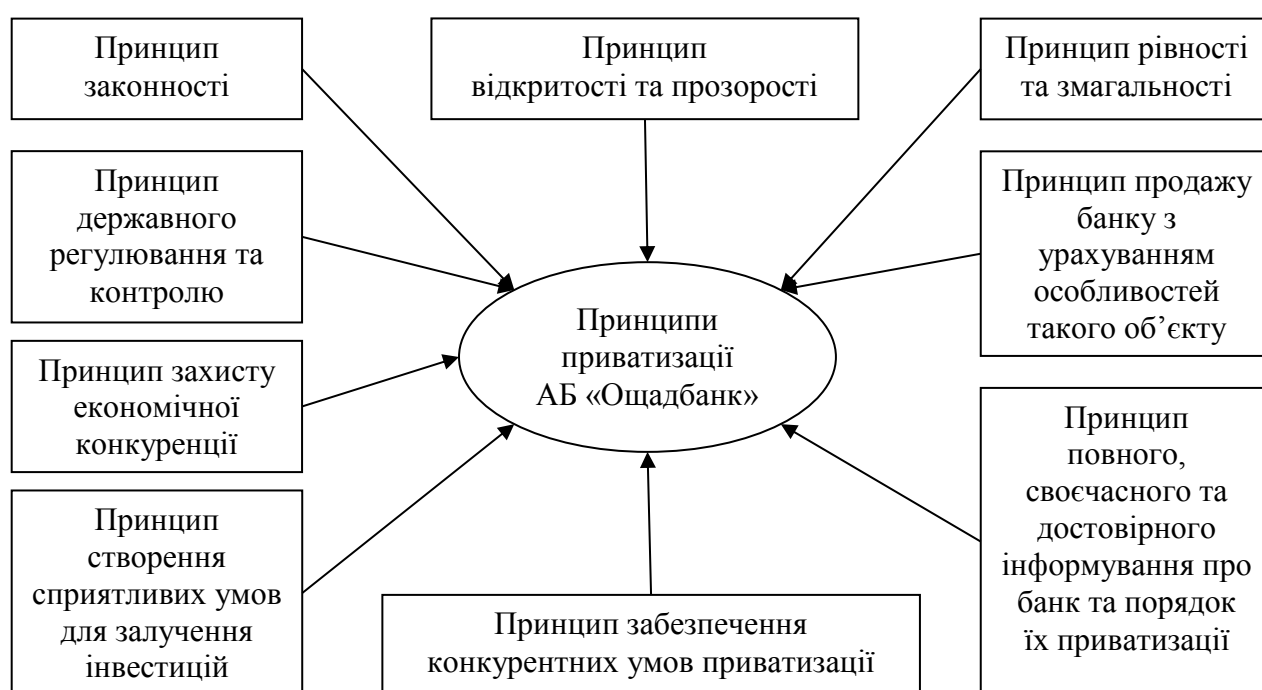 Принцип
законності
Принцип
відкритості та прозорості
Принцип рівності
та змагальності
Принцип
державного
регулювання та
контролю
Принцип продажу
банку з
урахуванням
особливостей
такого об’єкту
Принципи
приватизації
АБ «Ощадбанк»
Принцип захисту
економічної
конкуренції
Принцип
повного,
своєчасного та
достовірного
інформування про
банк та порядок
їх приватизації
Принцип
створення
сприятливих умов
для залучення
інвестицій
Принцип забезпечення
конкурентних умов приватизації